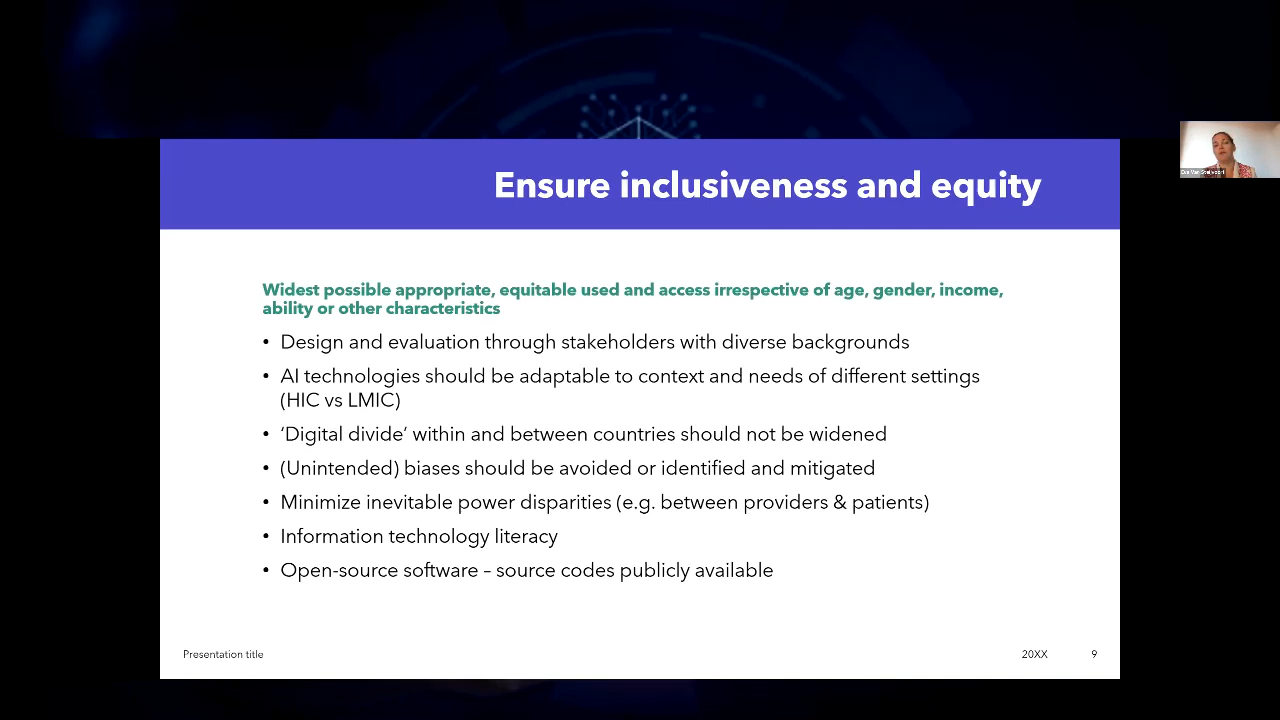 Ensure inclusiveness and equity
Widest possible appropriate, equitable used and access irrespective of age, gender, income,
ability or other characteristics
• Design and evaluation through stakeholders with diverse backgrounds
• AI technologies should be adaptable to context and needs of different settings
(HIC vs LMIC)
• ‘Digital divide’ within and between countries should not be widened
• (Unintended) biases should be avoided or identified and mitigated
• Minimize inevitable power disparities (e.g. between providers & patients)
• Information technology literacy
• Open-source software – source codes publicly available
Presentation title
20XX
9